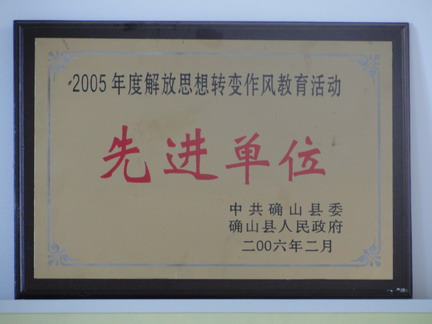 2005年度解放思想转变作风教育活动
先进单位
中共确山县委
确山县人民政府
二00六年二月